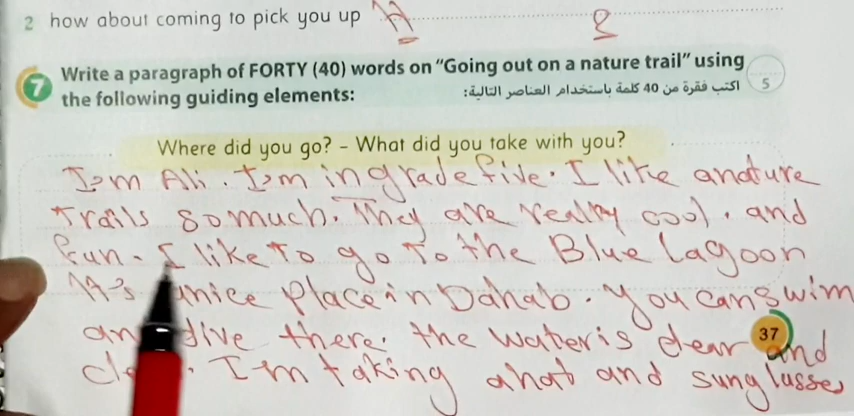 2 how about coming to pick you up H
?
7 Write a paragraph of FORTY (40) words on "Going out on a nature trail" using
the following guiding elements:
اكتب فقرة من 40 كلمة باستخدام العناصر التالية:
5
Where did you go? - What did you take with you?
I'm Ali. I'm in grade five. I like anature
Trails so much. They are really cool. and
fun. I like to go to the Blue Lagoon
It's anice place in Dahab. You can swim
and dive there. the water is clear and
I'm taking ahat and sunglasses
37